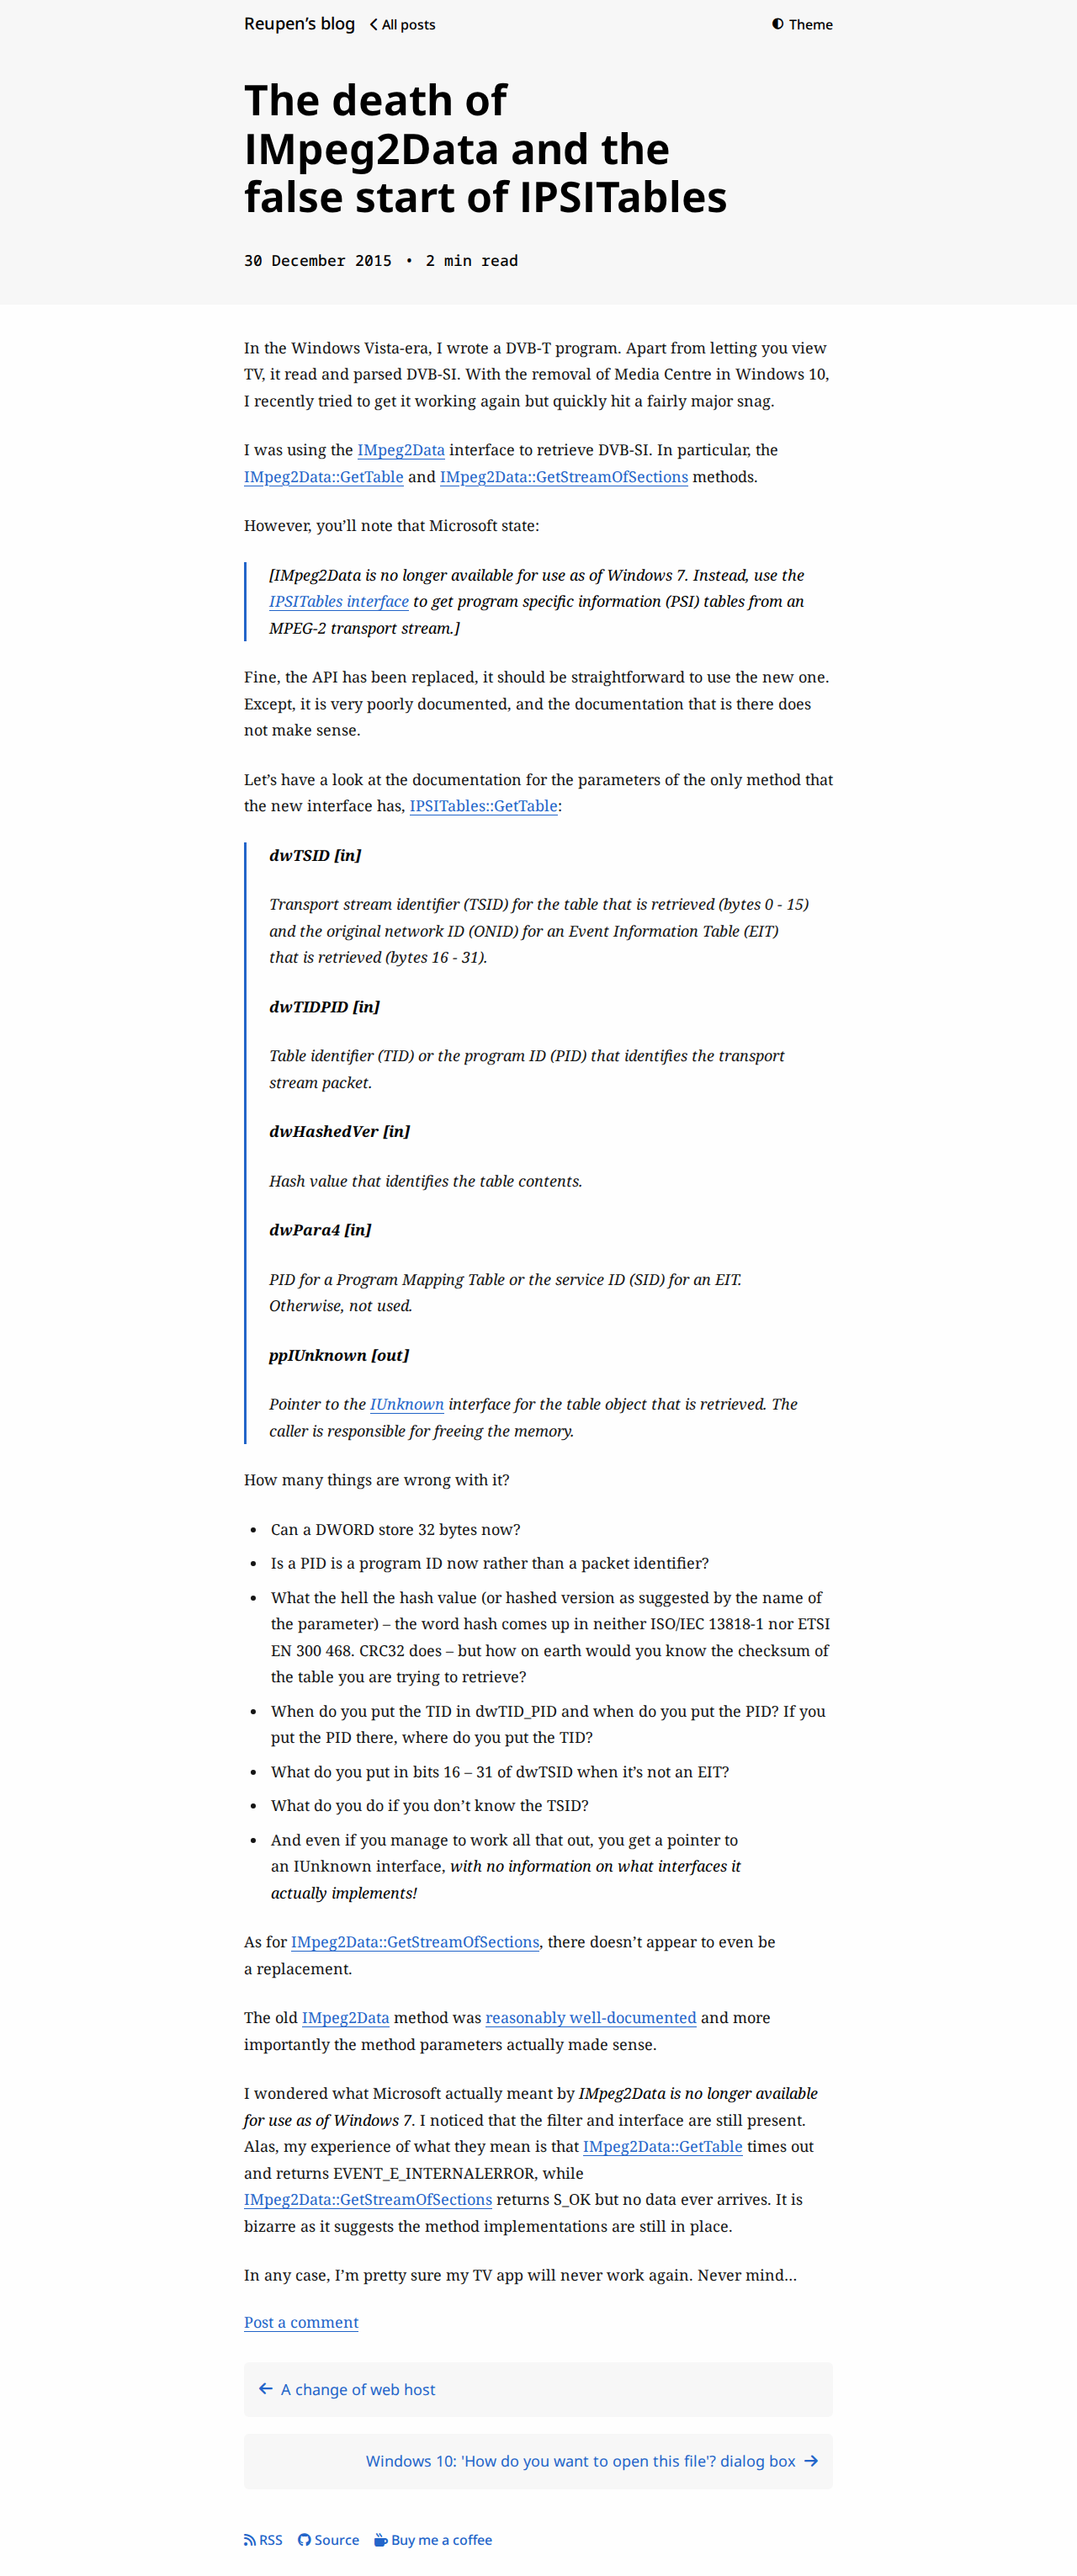 Reupen’s blog All posts Theme
The death of
IMpeg2Data and the
false start of IPSITables
30 December 2015 • 2 min read
In the Windows Vista-era, I wrote a DVB-T program. Apart from letting you view
TV, it read and parsed DVB-SI. With the removal of Media Centre in Windows 10,
I recently tried to get it working again but quickly hit a fairly major snag.
I was using the IMpeg2Data interface to retrieve DVB-SI. In particular, the
IMpeg2Data::GetTable and IMpeg2Data::GetStreamOfSections methods.
However, you’ll note that Microsoft state:
[IMpeg2Data is no longer available for use as of Windows 7. Instead, use the
IPSITables interface to get program specific information (PSI) tables from an
MPEG-2 transport stream.]
Fine, the API has been replaced, it should be straightforward to use the new one.
Except, it is very poorly documented, and the documentation that is there does
not make sense.
Let’s have a look at the documentation for the parameters of the only method that
the new interface has, IPSITables::GetTable:
dwTSID [in]
Transport stream identifier (TSID) for the table that is retrieved (bytes 0 - 15)
and the original network ID (ONID) for an Event Information Table (EIT)
that is retrieved (bytes 16 - 31).
dwTIDPID [in]
Table identifier (TID) or the program ID (PID) that identifies the transport
stream packet.
dwHashedVer [in]
Hash value that identifies the table contents.
dwPara4 [in]
PID for a Program Mapping Table or the service ID (SID) for an EIT.
Otherwise, not used.
ppIUnknown [out]
Pointer to the IUnknown interface for the table object that is retrieved. The
caller is responsible for freeing the memory.
How many things are wrong with it?
• Can a DWORD store 32 bytes now?
• Is a PID is a program ID now rather than a packet identifier?
• What the hell the hash value (or hashed version as suggested by the name of
the parameter) – the word hash comes up in neither ISO/IEC 13818-1 nor ETSI
EN 300 468. CRC32 does – but how on earth would you know the checksum of
the table you are trying to retrieve?
• When do you put the TID in dwTID_PID and when do you put the PID? If you
put the PID there, where do you put the TID?
• What do you put in bits 16 – 31 of dwTSID when it’s not an EIT?
• What do you do if you don’t know the TSID?
• And even if you manage to work all that out, you get a pointer to
an IUnknown interface, with no information on what interfaces it
actually implements!
As for IMpeg2Data::GetStreamOfSections, there doesn’t appear to even be
a replacement.
The old IMpeg2Data method was reasonably well-documented and more
importantly the method parameters actually made sense.
I wondered what Microsoft actually meant by IMpeg2Data is no longer available
for use as of Windows 7. I noticed that the filter and interface are still present.
Alas, my experience of what they mean is that IMpeg2Data::GetTable times out
and returns EVENT_E_INTERNALERROR, while
IMpeg2Data::GetStreamOfSections returns S_OK but no data ever arrives. It is
bizarre as it suggests the method implementations are still in place.
In any case, I’m pretty sure my TV app will never work again. Never mind…
Post a comment
← A change of web host
Windows 10: 'How do you want to open this file'? dialog box →
RSS Source Buy me a coffee